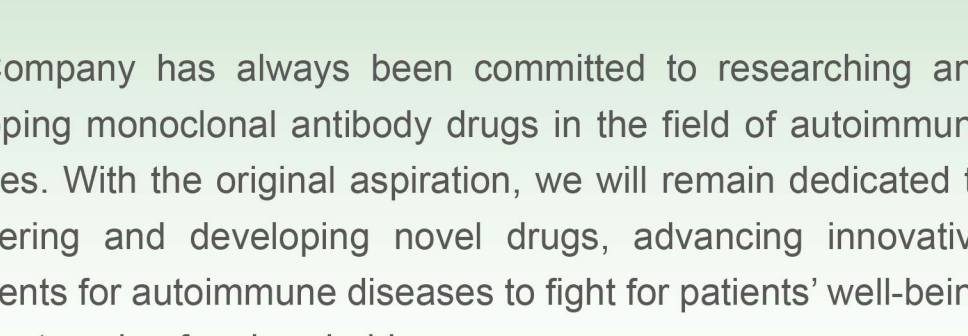 Company has always been committed to researching an
ping monoclonal antibody drugs in the field of autoimmun
es. With the original aspiration, we will remain dedicated t
ering and developing novel drugs, advancing innovativ
ents for autoimmune diseases to fight for patients’ well-bein